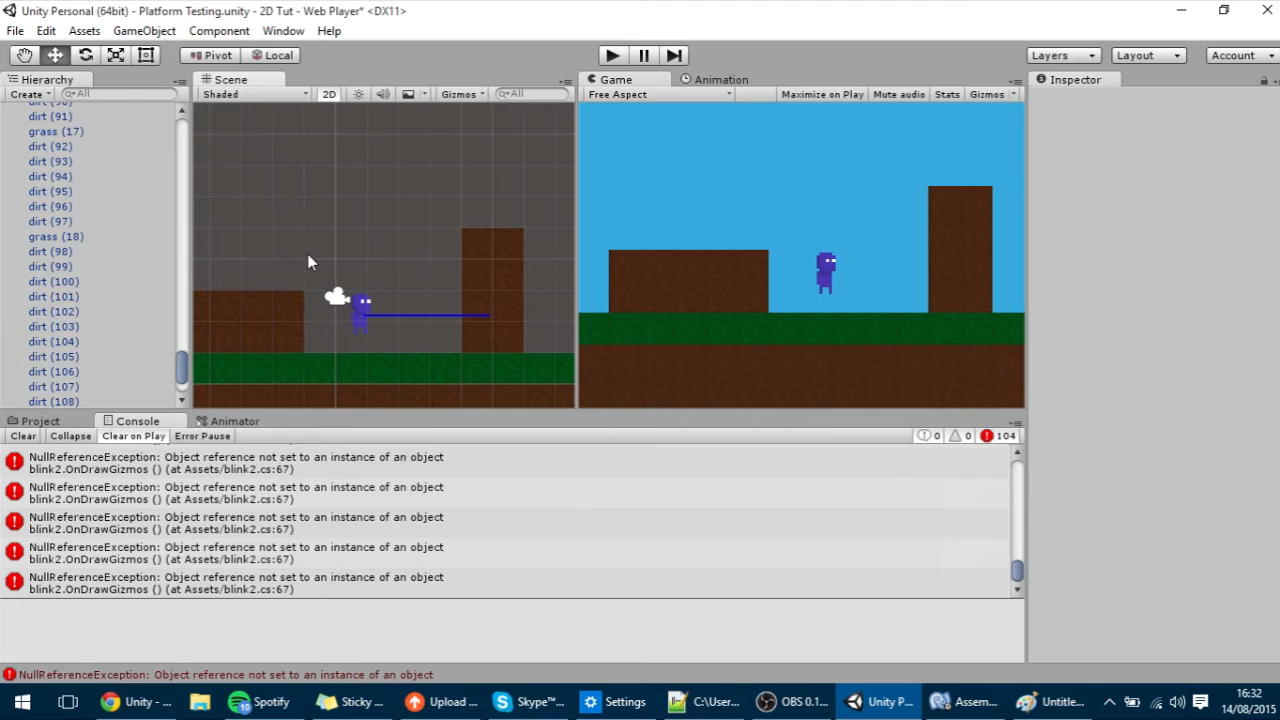 Unity Personal (64bit) - Platform Testing.unity - 2D Tut - Web Player* <DX11>
File Edit Assets GameObject Component Window Help
Pivot Local Layers Layout Account
Hierarchy Scene Game Animation Inspector
Create All Shaded 2D Gizmos All Free Aspect Maximize on Play Mute audio Stats Gizmos
dirt (91)
grass (17)
dirt (92)
dirt (93)
dirt (94)
dirt (95)
dirt (96)
dirt (97)
grass (18)
dirt (98)
dirt (99)
dirt (100)
dirt (101)
dirt (102)
dirt (103)
dirt (104)
dirt (105)
dirt (106)
dirt (107)
dirt (108)
Project Console Animator
Clear Collapse Clear on Play Error Pause 0 0 104
NullReferenceException: Object reference not set to an instance of an object
blink2.OnDrawGizmos () (at Assets/blink2.cs:67)
NullReferenceException: Object reference not set to an instance of an object
blink2.OnDrawGizmos () (at Assets/blink2.cs:67)
NullReferenceException: Object reference not set to an instance of an object
blink2.OnDrawGizmos () (at Assets/blink2.cs:67)
NullReferenceException: Object reference not set to an instance of an object
blink2.OnDrawGizmos () (at Assets/blink2.cs:67)
NullReferenceException: Object reference not set to an instance of an object
blink2.OnDrawGizmos () (at Assets/blink2.cs:67)
NullReferenceException: Object reference not set to an instance of an object
Unity - ... Spotify Sticky ... Upload ... Skype™... Settings C:\User... OBS 0.1... Unity P... Assem... Untitle... 16:32
14/08/2015